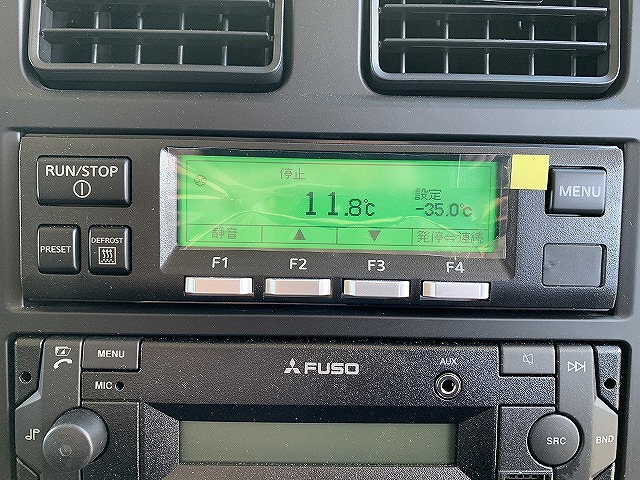 RUN/STOP
停止
11.8℃
設定
-35.0℃
MENU
PRESET
DEFROST
静音
▲
▼
発停⇔連続
F1
F2
F3
F4
MENU
MIC
FUSO
AUX
SRC
BND